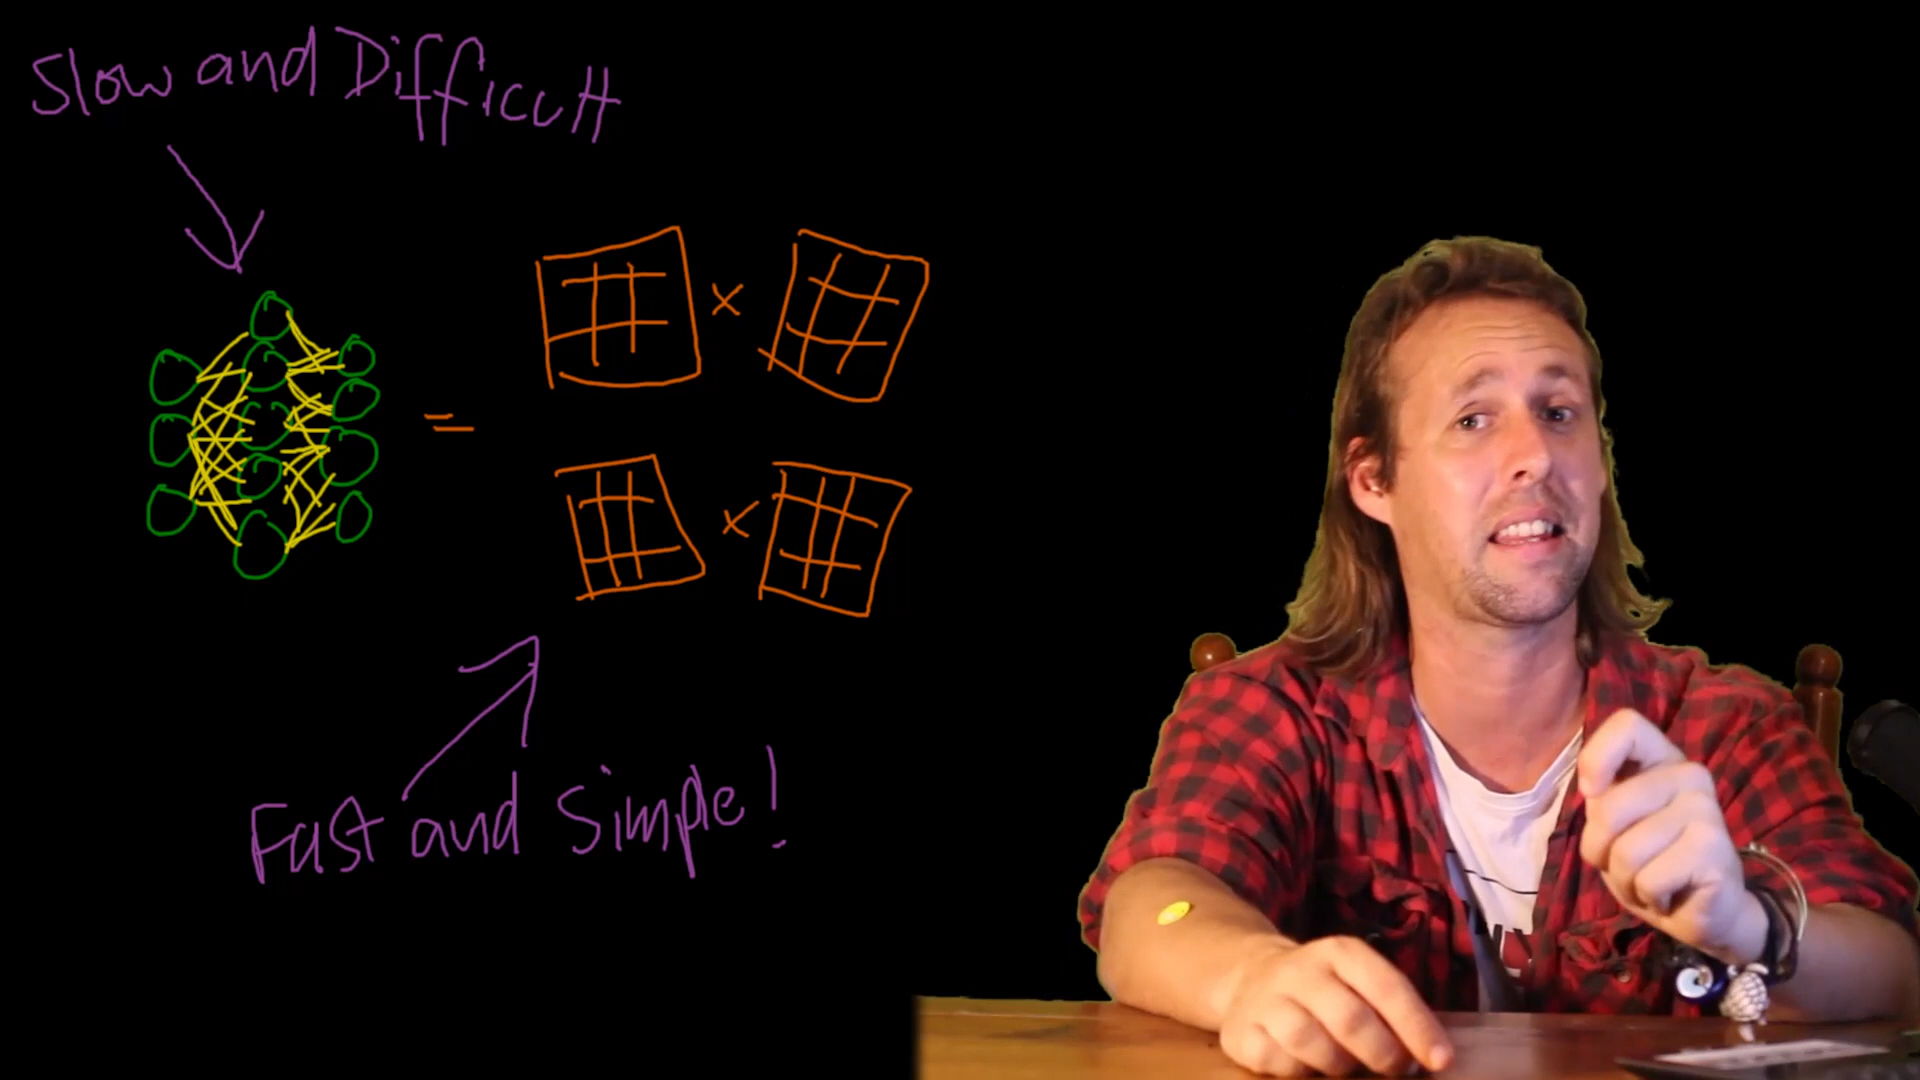 Slow and Difficult
=
x
x
Fast and Simple!